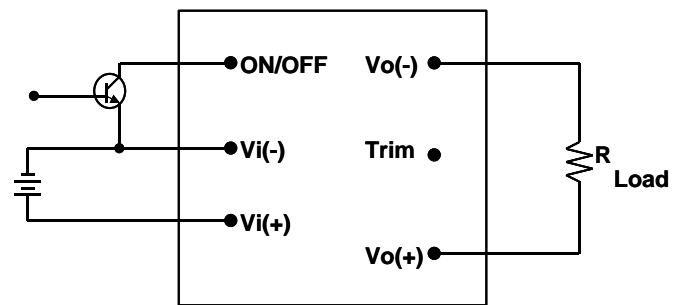 ON/OFF
Vo(-)
Vi(-)
Trim
R
Load
Vi(+)
Vo(+)